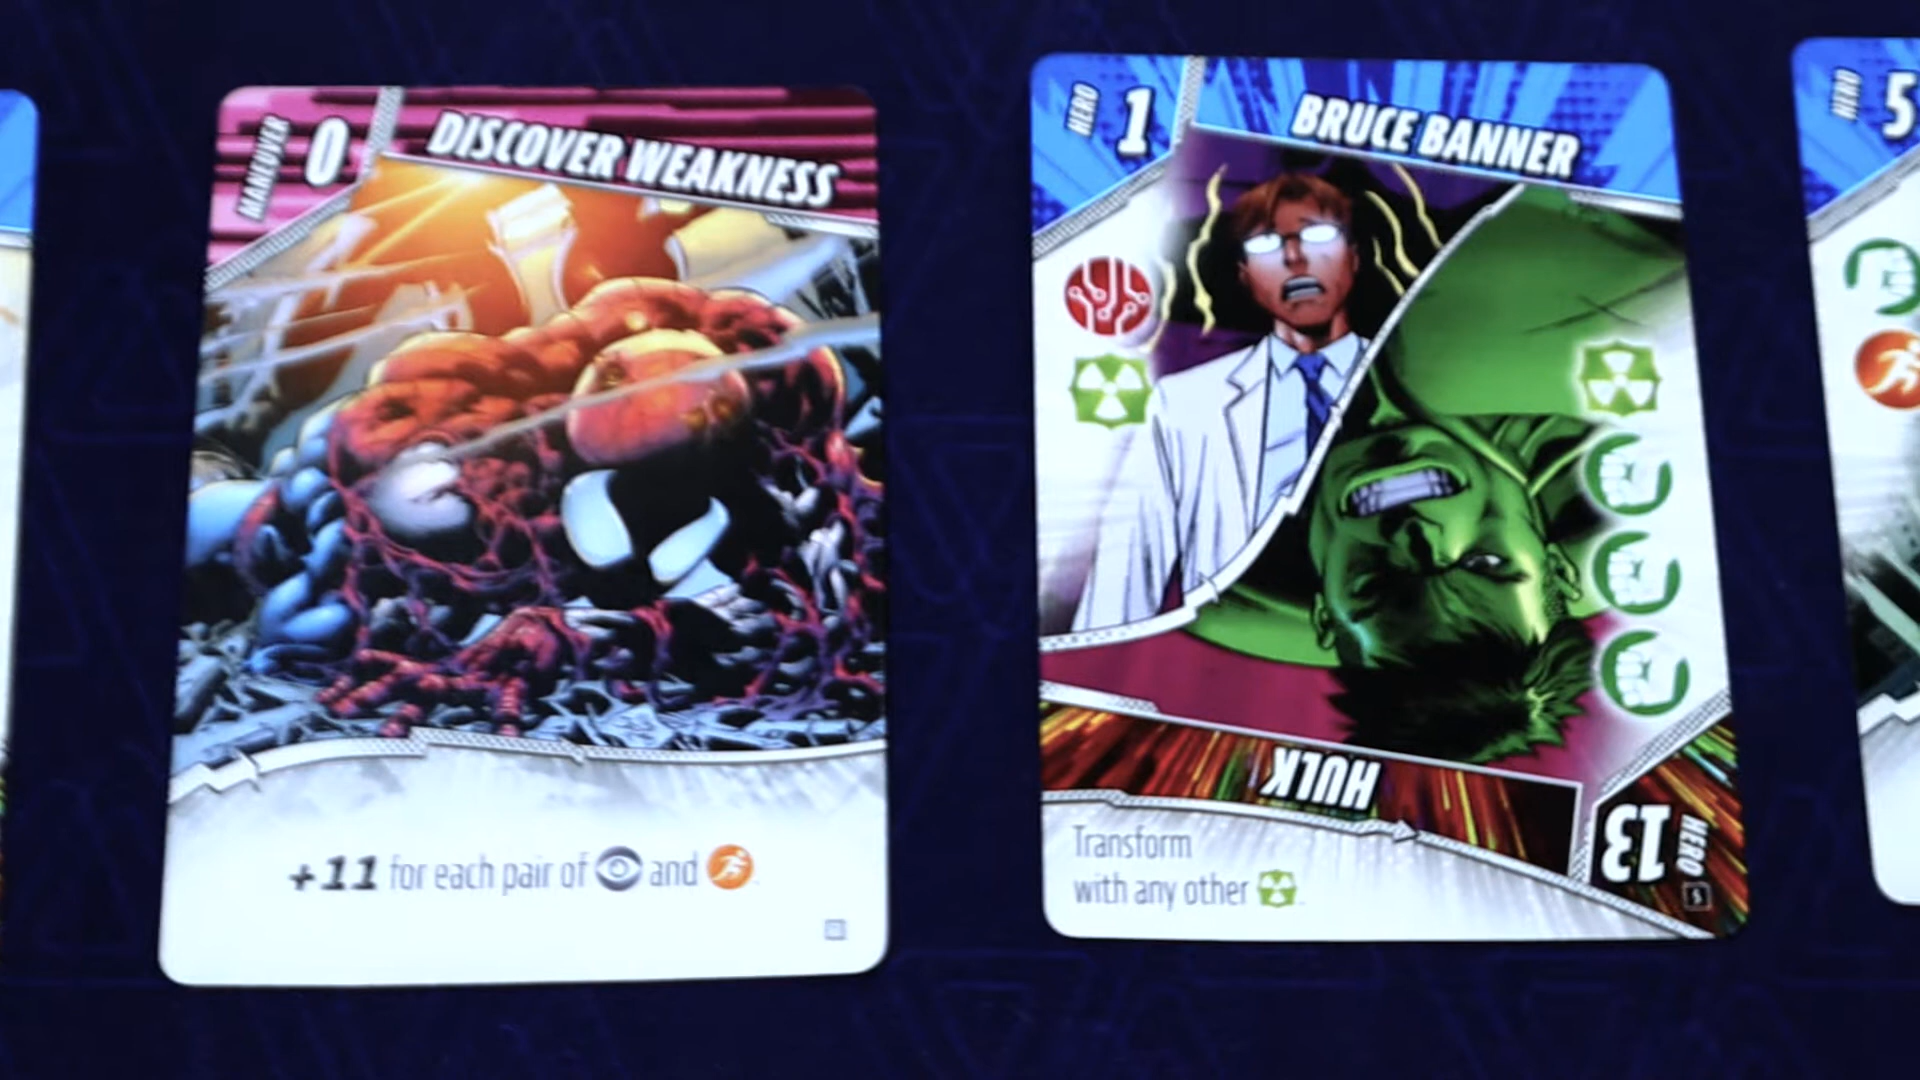 MANEUVER
0
DISCOVER WEAKNESS
+11 for each pair of and .
HERO
1
BRUCE BANNER
HULK
13
HERO
Transform
with any other .
HERO
5